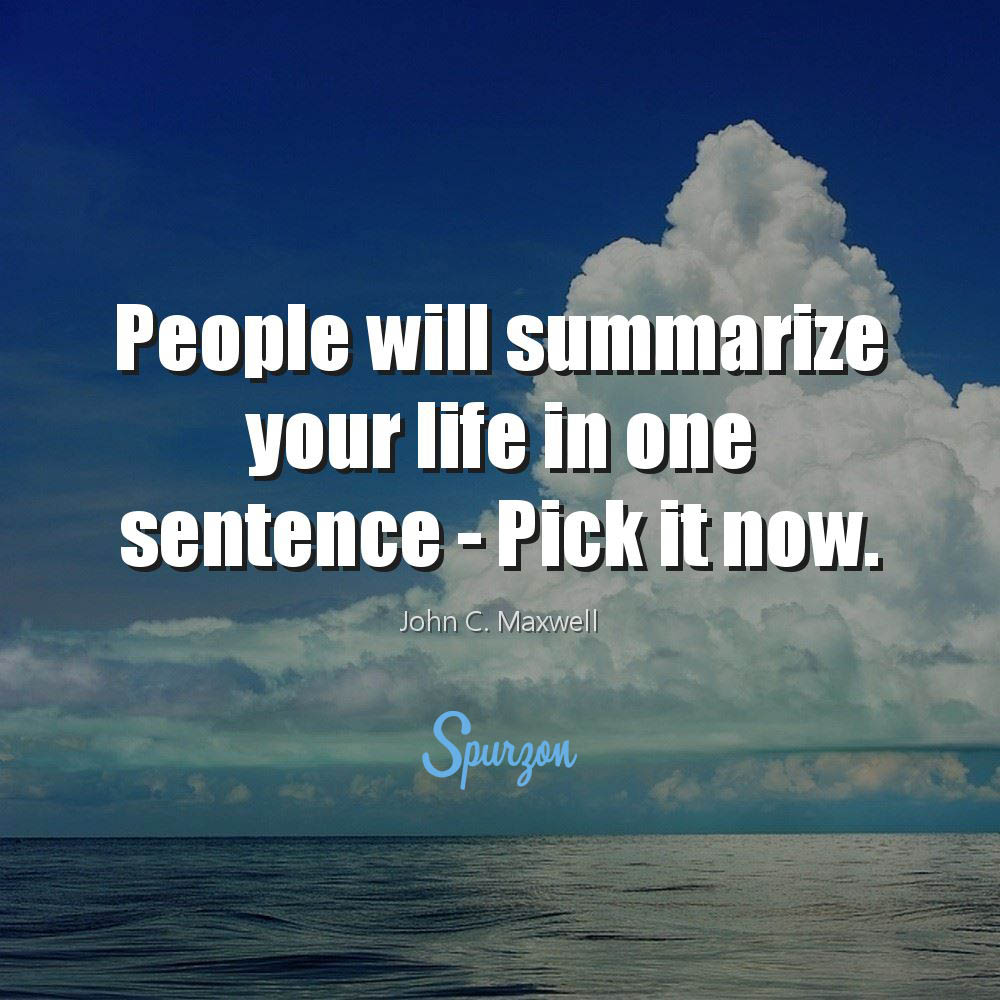 People will summarize
your life in one
sentence - Pick it now.
John C. Maxwell
Spurzon